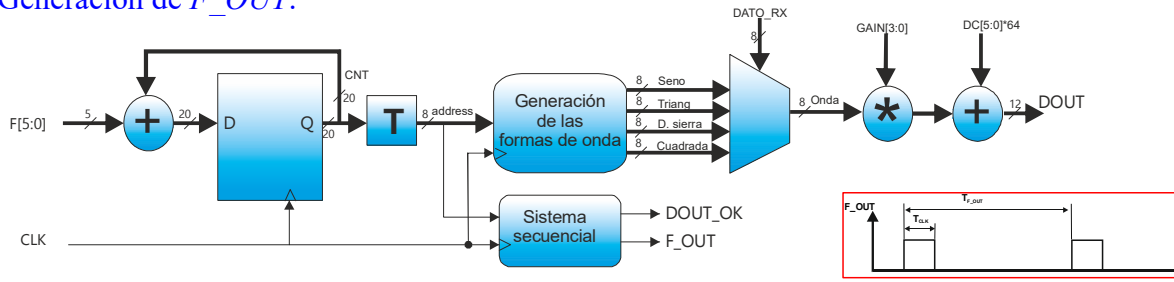 Generación de F_OUT:
DATO_RX
8
GAIN[3:0]
DC[5:0]*64
CNT
20
F[5:0]
5
+
20
D
Q
20
T
8
address
Generación
de las
formas de onda
8
Seno
8
Triang
8
D. sierra
8
Cuadrada
8
Onda
*
+
12
DOUT
CLK
Sistema
secuencial
DOUT_OK
F_OUT
F_OUT
T_F_OUT
T_CLK